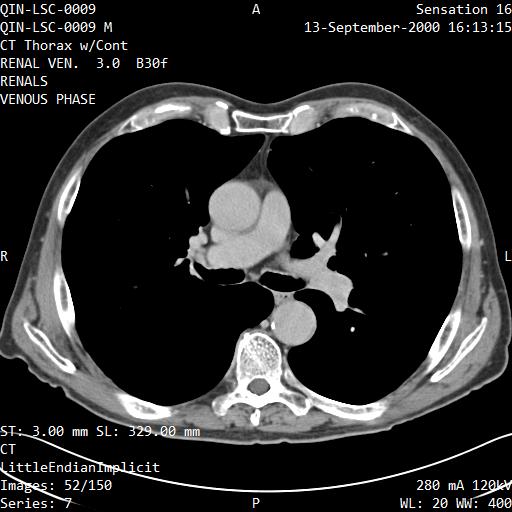 QIN-LSC-0009
A
Sensation 16
QIN-LSC-0009 M
13-September-2000 16:13:15
CT Thorax w/Cont
RENAL VEN.  3.0  B30f
RENALS
VENOUS PHASE
R
L
ST: 3.00 mm SL: 329.00 mm
CT
LittleEndianImplicit
Images: 52/150
280 mA 120kV
Series: 7
P
WL: 20 WW: 400